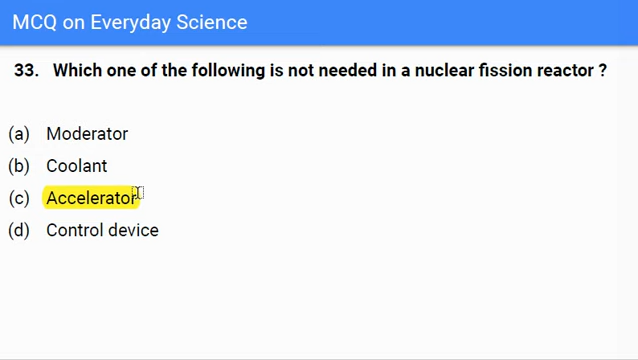 MCQ on Everyday Science
33. Which one of the following is not needed in a nuclear fission reactor ?
(a) Moderator
(b) Coolant
(c) Accelerator
(d) Control device